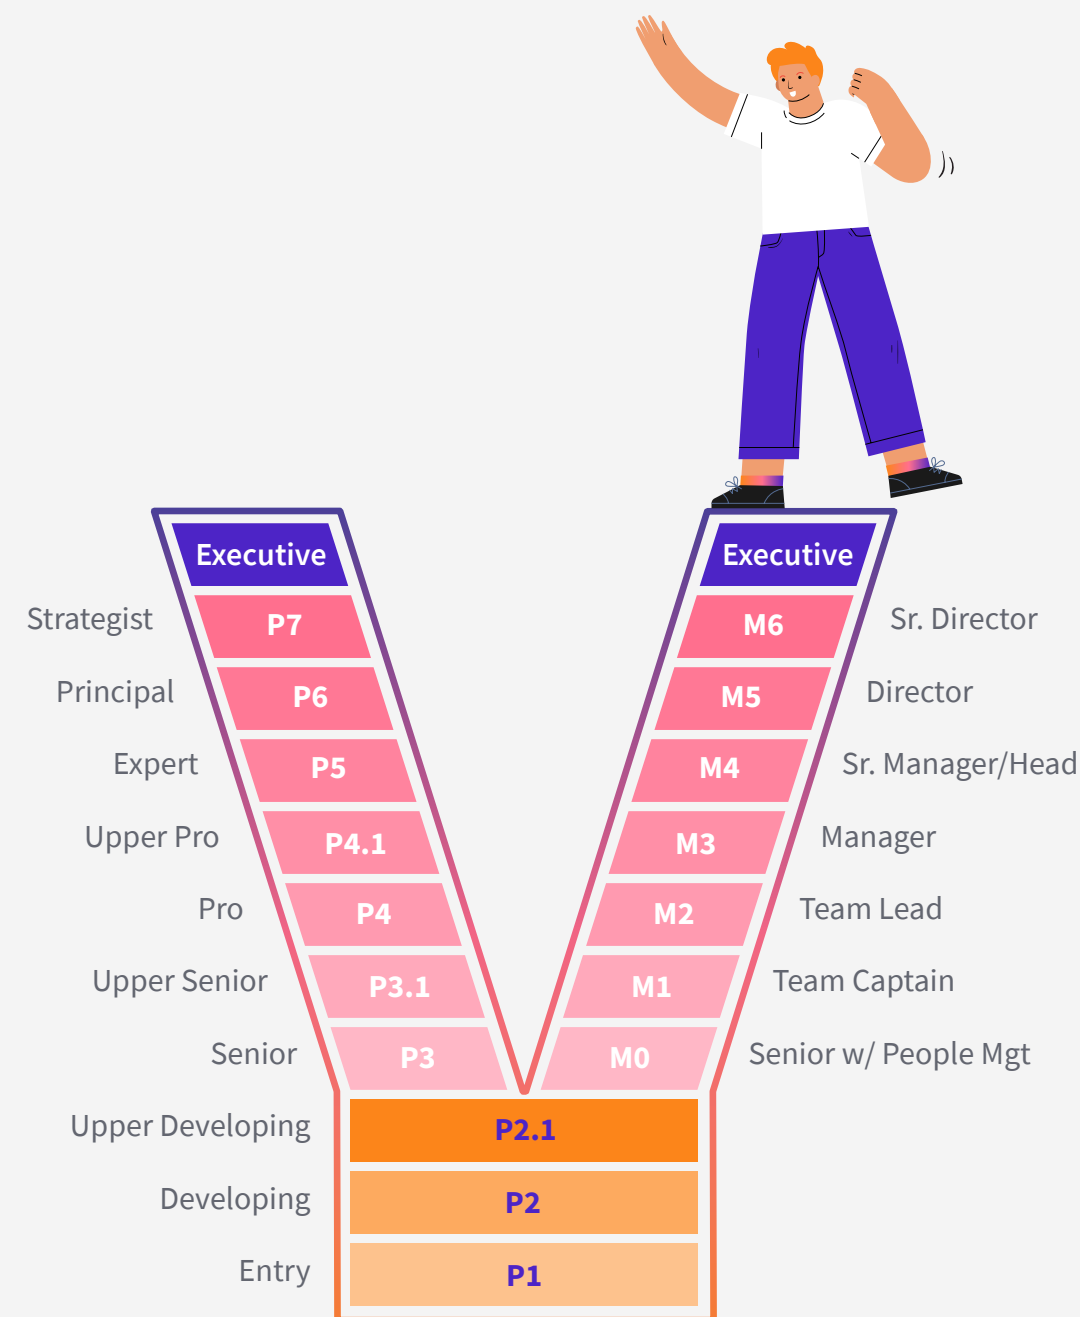 Executive Executive
Strategist P7 M6 Sr. Director
Principal P6 M5 Director
Expert P5 M4 Sr. Manager/Head
Upper Pro P4.1 M3 Manager
Pro P4 M2 Team Lead
Upper Senior P3.1 M1 Team Captain
Senior P3 M0 Senior w/ People Mgt
Upper Developing P2.1
Developing P2
Entry P1